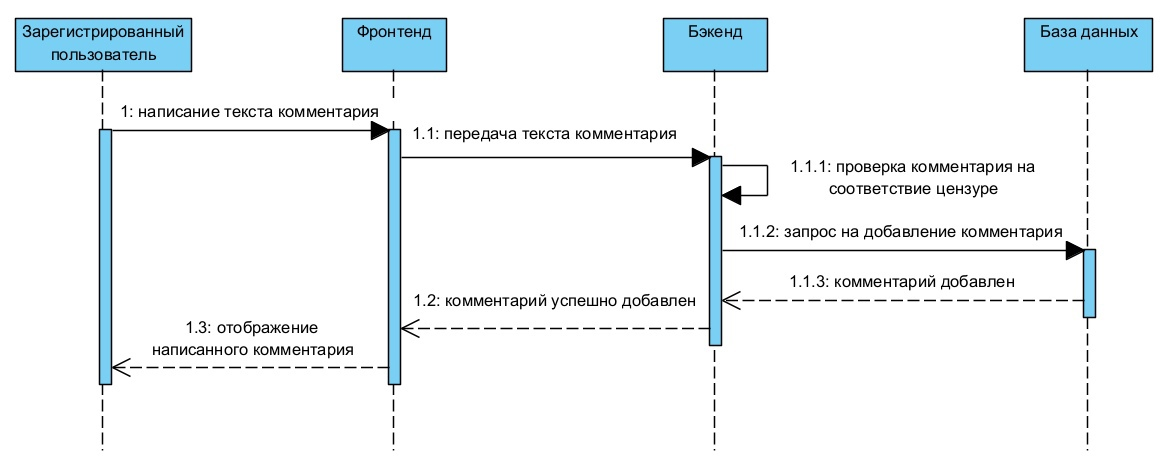 Зарегистрированный
пользователь
Фронтенд
Бэкенд
База данных
1: написание текста комментария
1.1: передача текста комментария
1.1.1: проверка комментария на
соответствие цензуре
1.1.2: запрос на добавление комментария
1.1.3: комментарий добавлен
1.2: комментарий успешно добавлен
1.3: отображение
написанного комментария